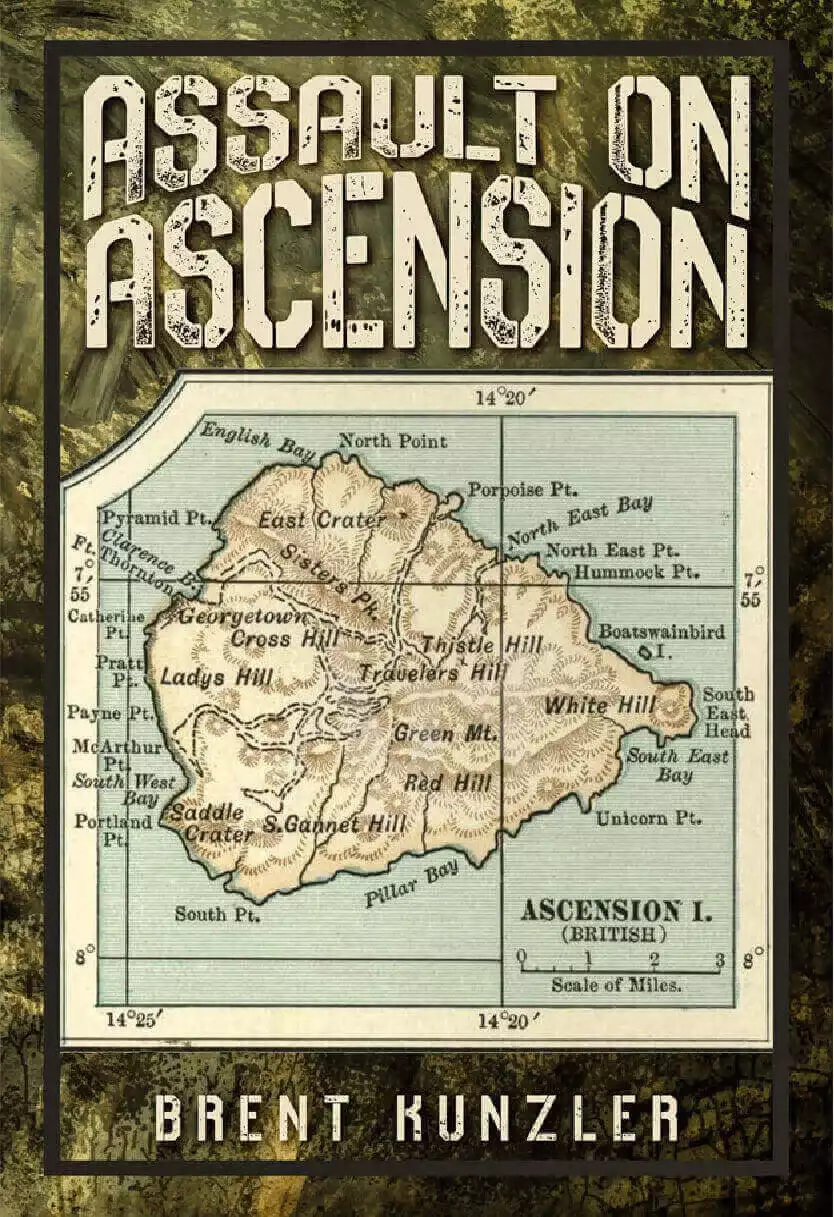 ASSAULT ON
ASCENSION
14°20′
English Bay
North Point
Porpoise Pt.
North East Bay
Pyramid Pt.
East Crater
North East Pt.
Hummock Pt.
Ft. Thornton
Clarence B.
Sisters Pk.
7°
55
7°
55
Catherine
Pt.
Georgetown
Cross Hill
Thistle Hill
Boatswainbird
I.
Pratt
Pt.
Ladys Hill
Travelers Hill
White Hill
South
East
Head
Payne Pt.
Green Mt.
McArthur
Pt.
South East
Bay
South West
Bay
Red Hill
Portland
Pt.
Saddle
Crater
S.Gannet Hill
Unicorn Pt.
Pillar Bay
South Pt.
ASCENSION I.
(BRITISH)
0 1 2 3
Scale of Miles.
8°
8°
14°25′
14°20′
BRENT KUNZLER